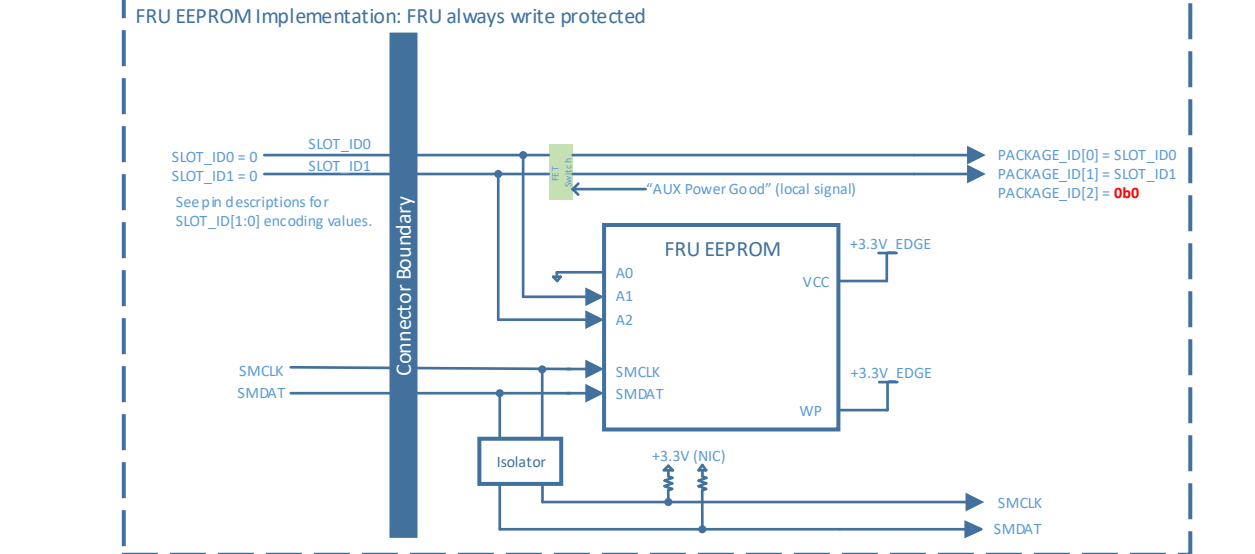 FRU EEPROM Implementation: FRU always write protected
SLOT_ID0
SLOT_ID0 = 0
SLOT_ID1
SLOT_ID1 = 0
See pin descriptions for
SLOT_ID[1:0] encoding values.
Connector Boundary
FET
Switch
"AUX Power Good" (local signal)
PACKAGE_ID[0] = SLOT_ID0
PACKAGE_ID[1] = SLOT_ID1
PACKAGE_ID[2] = 0b0
FRU EEPROM
A0
A1
A2
VCC
+3.3V_EDGE
SMCLK
SMDAT
SMCLK
SMDAT
WP
+3.3V_EDGE
Isolator
+3.3V (NIC)
SMCLK
SMDAT